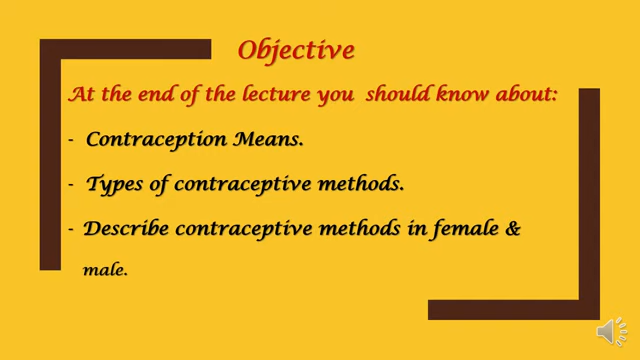 Objective
At the end of the lecture you should know about:
- Contraception Means.
- Types of contraceptive methods.
- Describe contraceptive methods in female &
male.